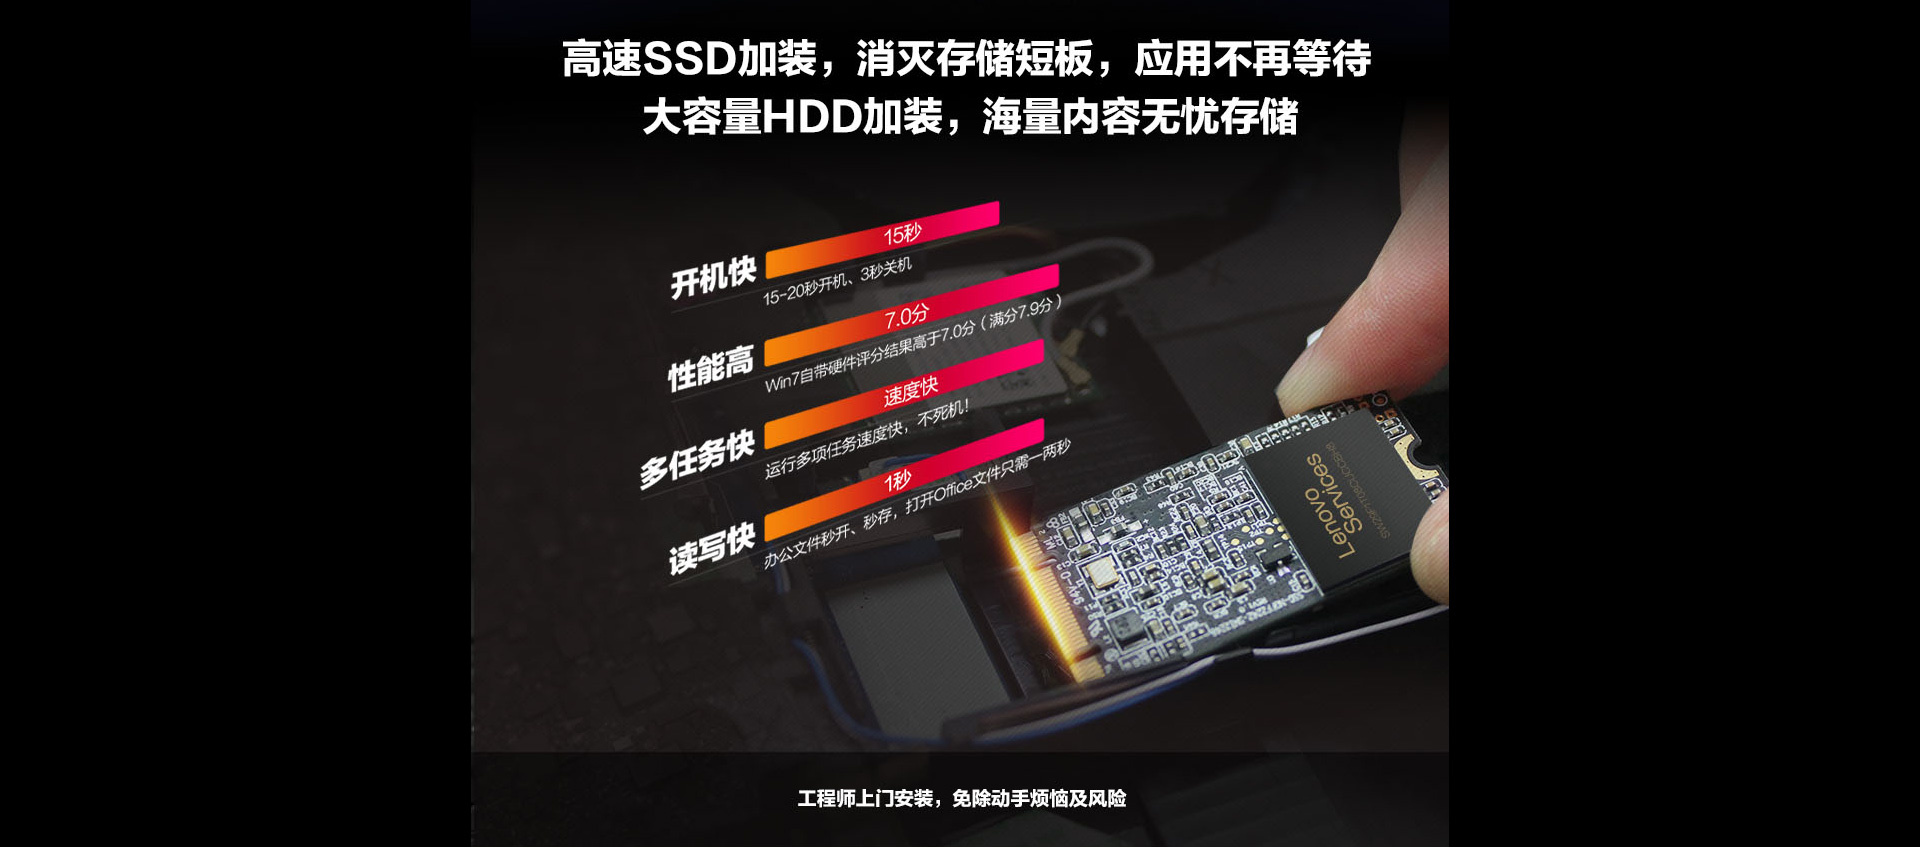 高速SSD加装，消灭存储短板，应用不再等待
大容量HDD加装，海量内容无忧存储
开机快
15秒
15-20秒开机、3秒关机
性能高
7.0分
Win7自带硬件评分结果高于7.0分（满分7.9分）
多任务快
速度快
运行多项任务速度快，不死机！
读写快
1秒
办公文件秒开、秒存，打开Office文件只需一两秒
Lenovo
Services
94V-0
工程师上门安装，免除动手烦恼及风险